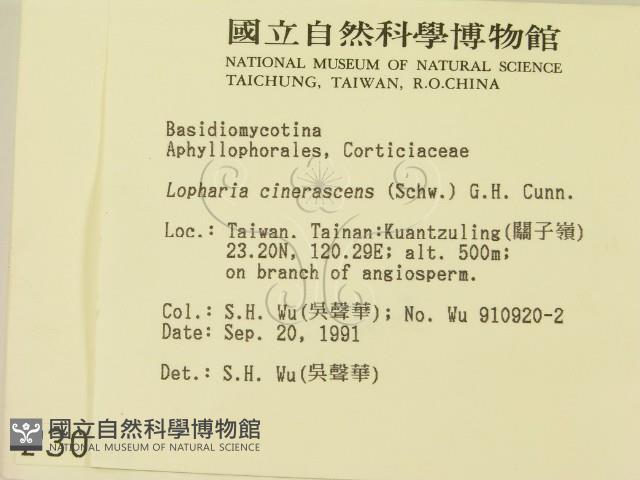 國立自然科學博物館
NATIONAL MUSEUM OF NATURAL SCIENCE
TAICHUNG, TAIWAN, R.O.CHINA
Basidiomycotina
Aphyllophorales, Corticiaceae
Lopharia cinerascens (Schw.) G.H. Cunn.
Loc.: Taiwan. Tainan:Kuantzuling(關子嶺)
23.20N, 120.29E; alt. 500m;
on branch of angiosperm.
Col.: S.H. Wu(吳聲華); No. Wu 910920-2
Date: Sep. 20, 1991
Det.: S.H. Wu(吳聲華)
國立自然科學博物館
NATIONAL MUSEUM OF NATURAL SCIENCE